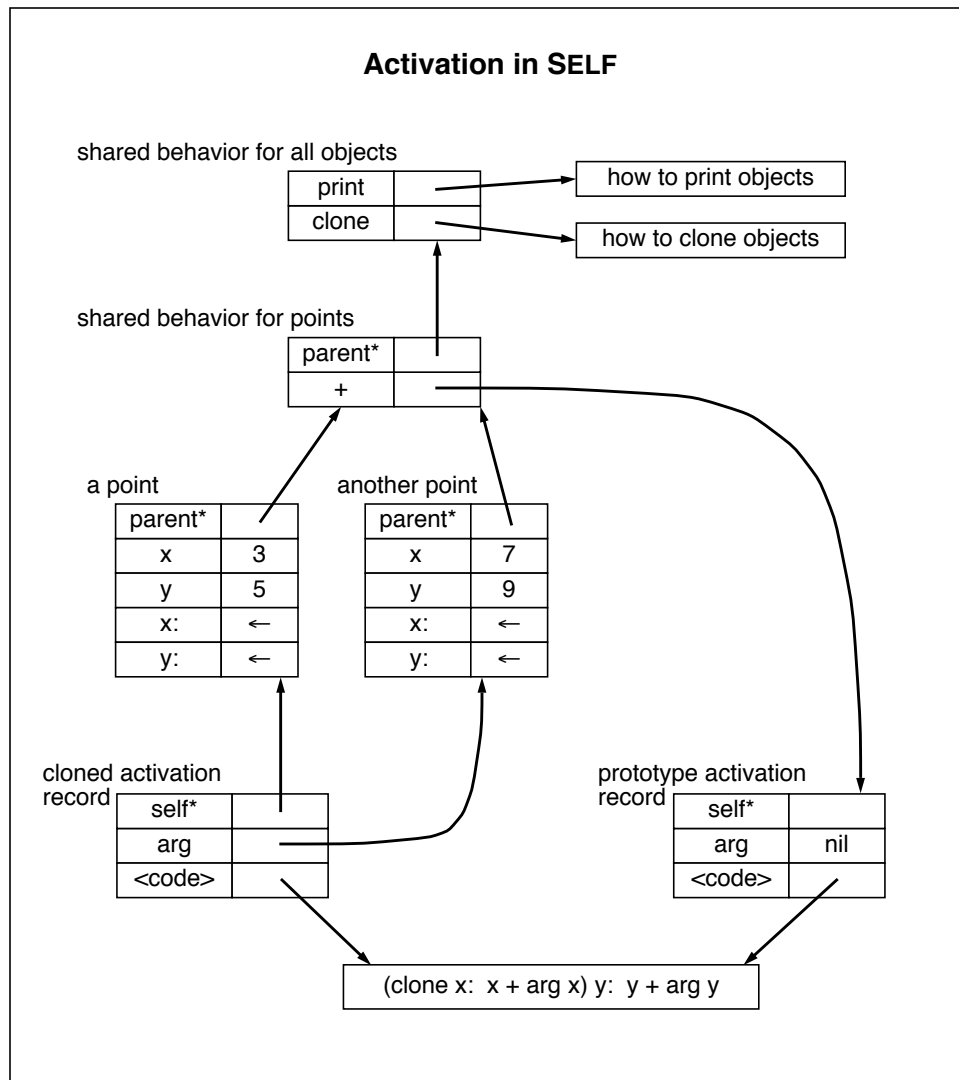 Activation in SELF
shared behavior for all objects
print
how to print objects
clone
how to clone objects
shared behavior for points
parent*
+
a point
another point
parent*
parent*
x 3
x 7
y 5
y 9
x: ←
x: ←
y: ←
y: ←
cloned activation
record
prototype activation
record
self*
self*
arg
arg nil
<code>
<code>
(clone x: x + arg x) y: y + arg y